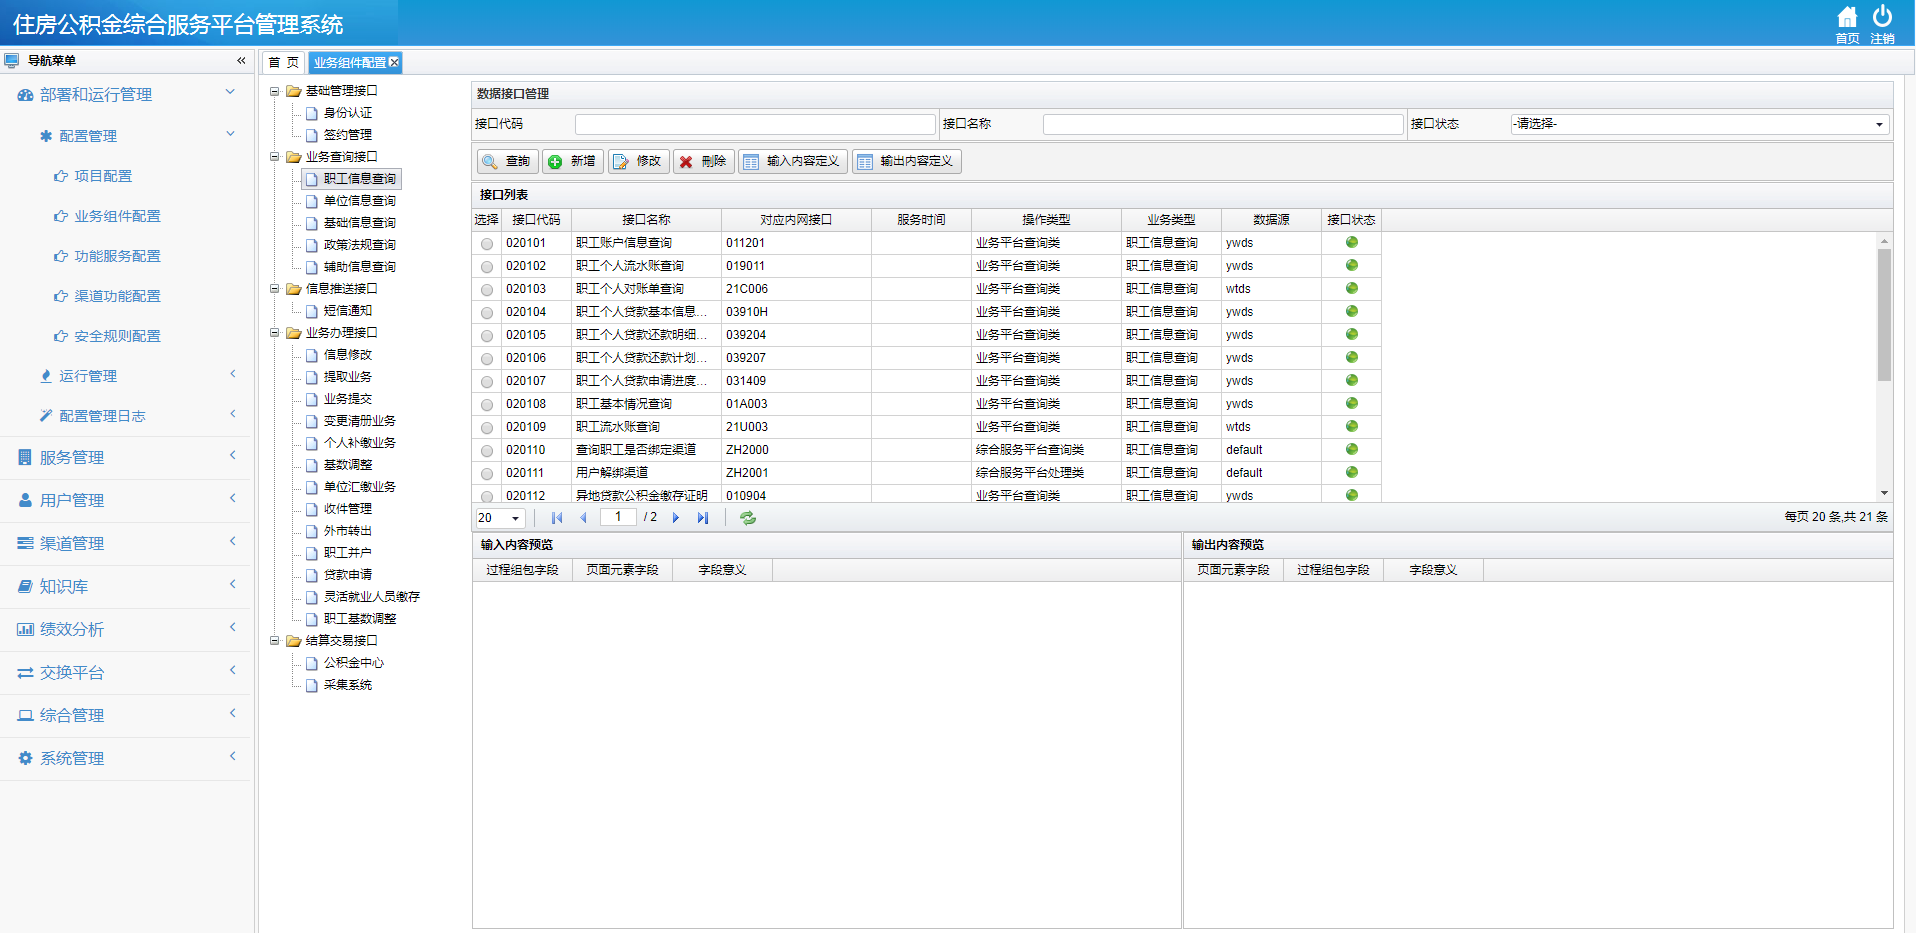 住房公积金综合服务平台管理系统
首页 注销
导航菜单 «
首 页 业务组件配置
部署和运行管理
配置管理
项目配置
业务组件配置
功能服务配置
渠道功能配置
安全规则配置
运行管理
配置管理日志
服务管理
用户管理
渠道管理
知识库
绩效分析
交换平台
综合管理
系统管理
基础管理接口
身份认证
签约管理
业务查询接口
职工信息查询
单位信息查询
基础信息查询
政策法规查询
辅助信息查询
信息推送接口
短信通知
业务办理接口
信息修改
提取业务
业务提交
变更清册业务
个人补缴业务
基数调整
单位汇缴业务
收件管理
外市转出
职工并户
贷款申请
灵活就业人员缴存
职工基数调整
结算交易接口
公积金中心
采集系统
数据接口管理
接口代码 接口名称 接口状态 -请选择-
查詢 新增 修改 刪除 输入内容定义 输出内容定义
接口列表
选择 接口代码 接口名称 对应内网接口 服务时间 操作类型 业务类型 数据源 接口状态
020101 职工账户信息查询 011201 业务平台查询类 职工信息查询 ywds
020102 职工个人流水账查询 019011 业务平台查询类 职工信息查询 ywds
020103 职工个人对账单查询 21C006 业务平台查询类 职工信息查询 wtds
020104 职工个人贷款基本信息... 03910H 业务平台查询类 职工信息查询 ywds
020105 职工个人贷款还款明细... 039204 业务平台查询类 职工信息查询 ywds
020106 职工个人贷款还款计划... 039207 业务平台查询类 职工信息查询 ywds
020107 职工个人贷款申请进度... 031409 业务平台查询类 职工信息查询 ywds
020108 职工基本情况查询 01A003 业务平台查询类 职工信息查询 ywds
020109 职工流水账查询 21U003 业务平台查询类 职工信息查询 wtds
020110 查询职工是否绑定渠道 ZH2000 综合服务平台查询类 职工信息查询 default
020111 用户解绑渠道 ZH2001 综合服务平台处理类 职工信息查询 default
020112 异地贷款公积金缴存证明 010904 业务平台查询类 职工信息查询 ywds
20 1 / 2 每页 20 条,共 21 条
输入内容预览
过程组包字段 页面元素字段 字段意义
输出内容预览
页面元素字段 过程组包字段 字段意义